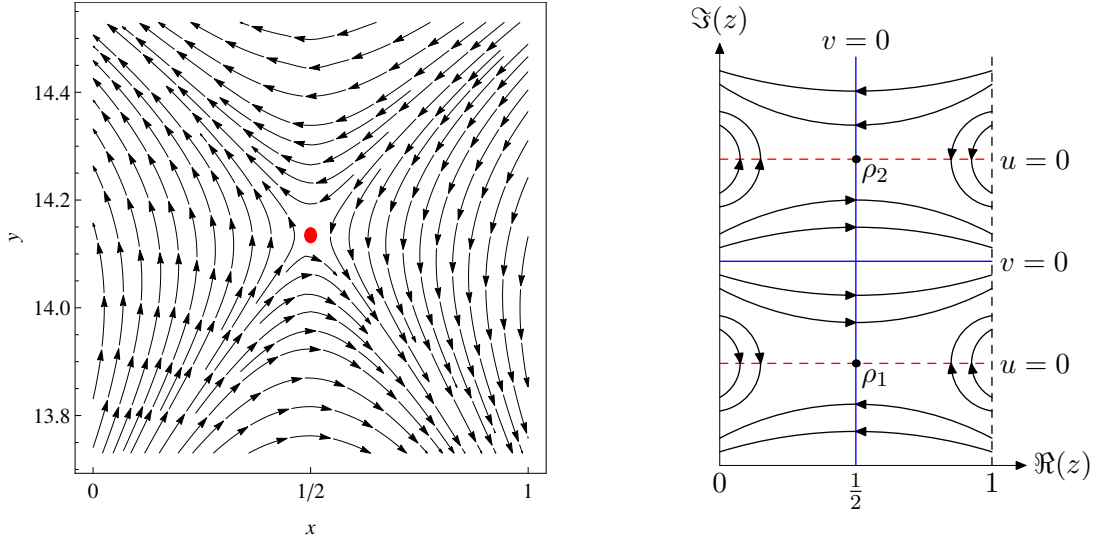 14.4
14.2
14.0
13.8
y
0
1/2
1
x
ℑ(z)
v = 0
u = 0
ρ₂
v = 0
u = 0
ρ₁
ℜ(z)
0
1/2
1